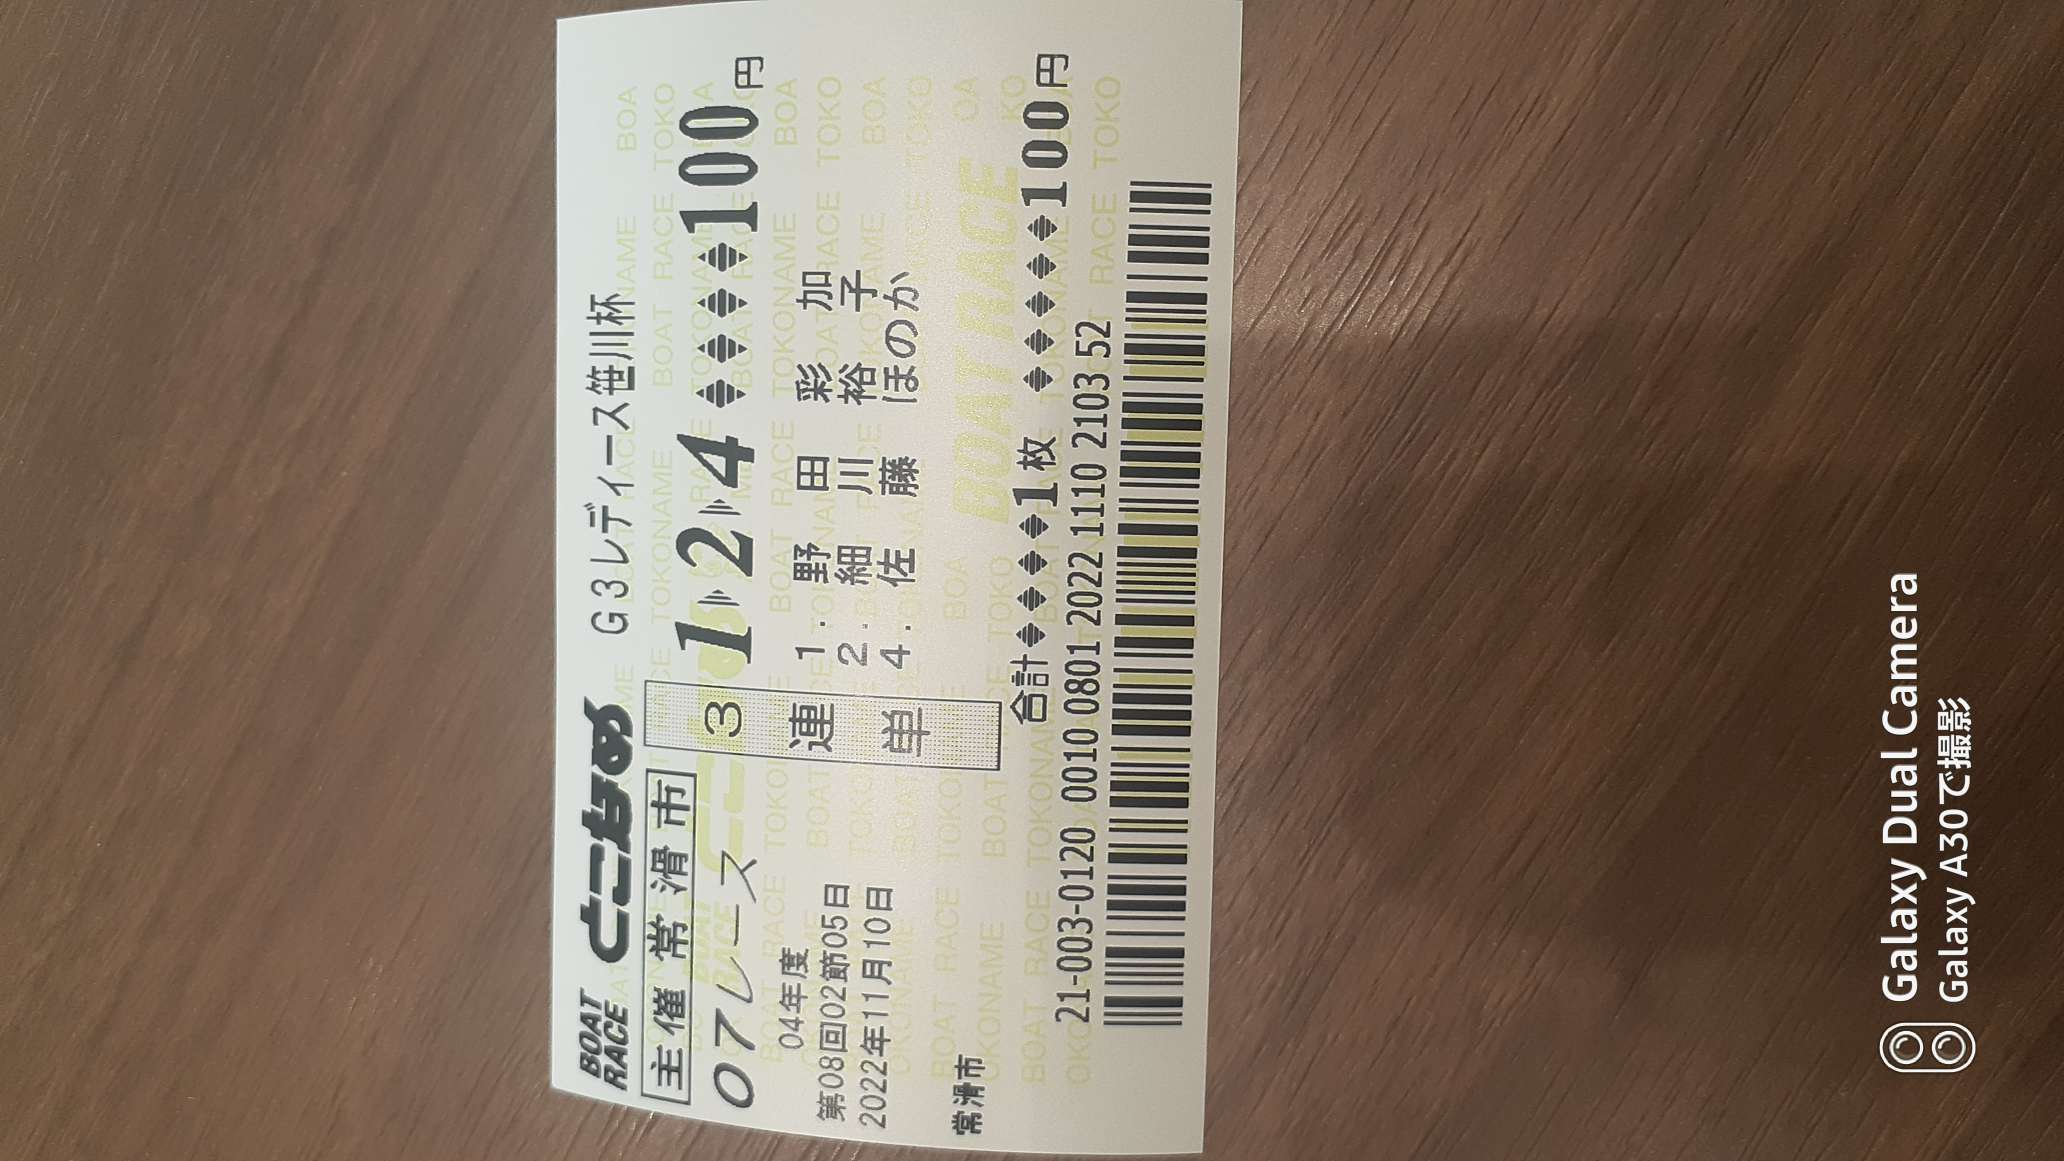 BOAT RACE とこなめ G3レディース笹川杯
主催 常滑市
07レース
3連単
1▶2▶4 ◆◆◆◆100円
04年度
第08回02節05日
2022年11月10日
1. 野田 彩加
2. 細川 裕子
4. 佐藤 ほのか
常滑市
合計◆◆◆◆1枚 ◆◆◆◆◆100円
21-003-0120 0010 0801 2022 1110 2103 52
BOAT RACE
BOAT RACE TOKONAME
Galaxy Dual Camera
Galaxy A30で撮影